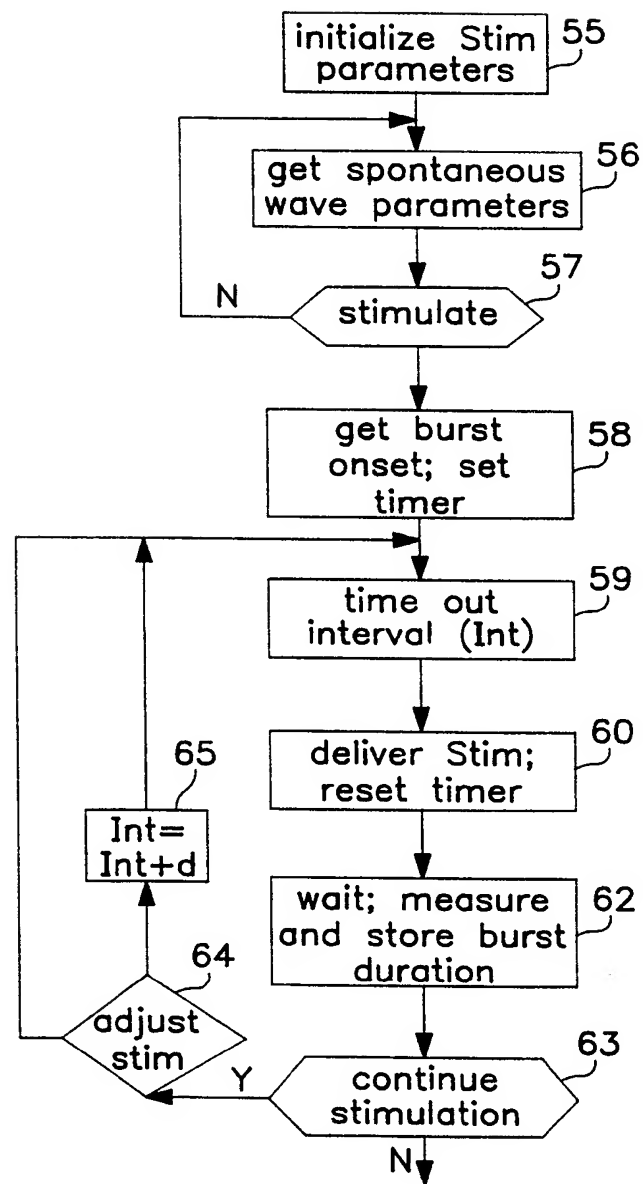 initialize Stim
parameters
55
get spontaneous
wave parameters
56
stimulate
57
N
get burst
onset; set
timer
58
time out
interval (Int)
59
deliver Stim;
reset timer
60
65
Int=
Int+d
wait; measure
and store burst
duration
62
64
adjust
stim
continue
stimulation
63
Y
N